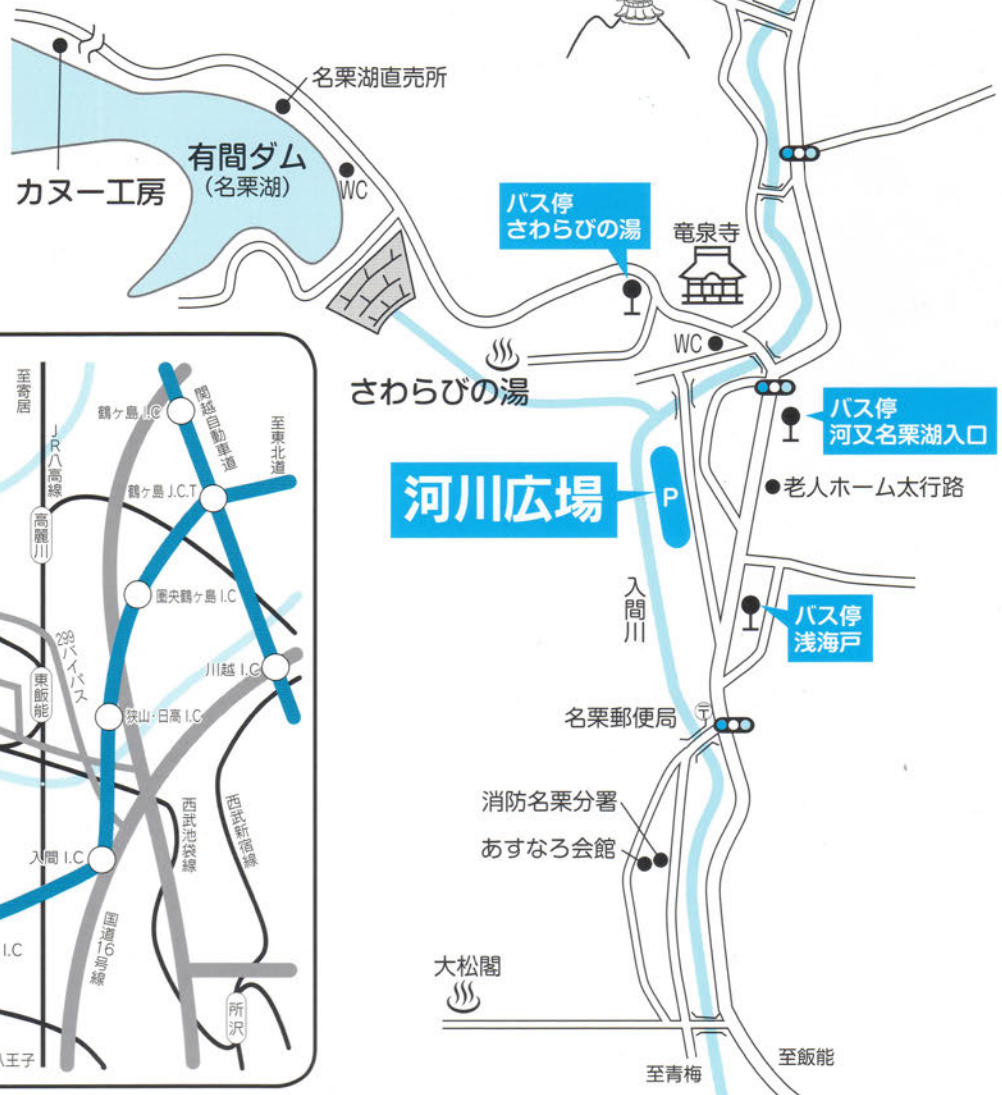 名栗湖直売所
有間ダム
(名栗湖)
カヌー工房
WC
バス停
さわらびの湯
竜泉寺
WC
さわらびの湯
バス停
河又名栗湖入口
河川広場
P
老人ホーム太行路
入間川
バス停
浅海戸
名栗郵便局
〒
消防名栗分署
あすなろ会館
大松閣
至青梅
至飯能
至寄居
JR八高線
鶴ヶ島 I.C
関越自動車道
至東北道
鶴ヶ島 J.C.T
高麗川
圏央鶴ヶ島 I.C
299バイパス
川越 I.C
東飯能
狭山・日高 I.C
西武池袋線
西武新宿線
入間 I.C
国道16号線
I.C
所沢
八王子